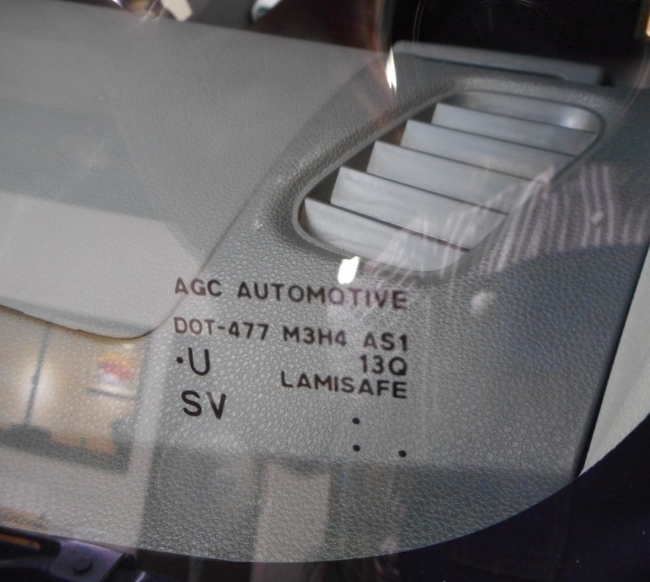 AGC AUTOMOTIVE
DOT-477 M3H4 AS1
·U 13Q
LAMISAFE
SV